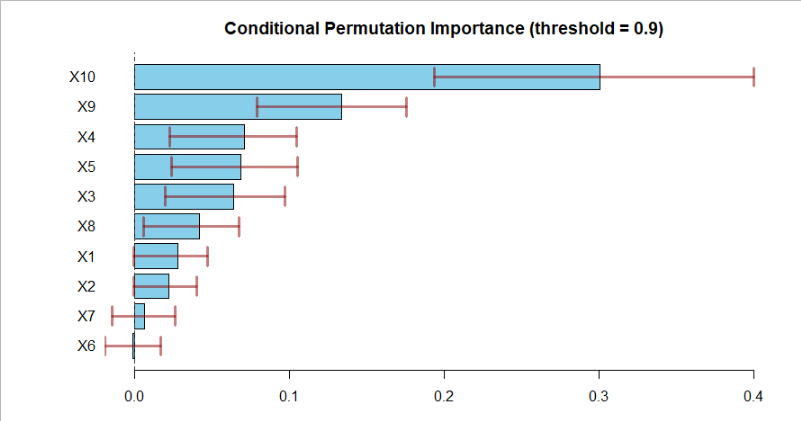 Conditional Permutation Importance (threshold = 0.9)
X10
X9
X4
X5
X3
X8
X1
X2
X7
X6
0.0 0.1 0.2 0.3 0.4